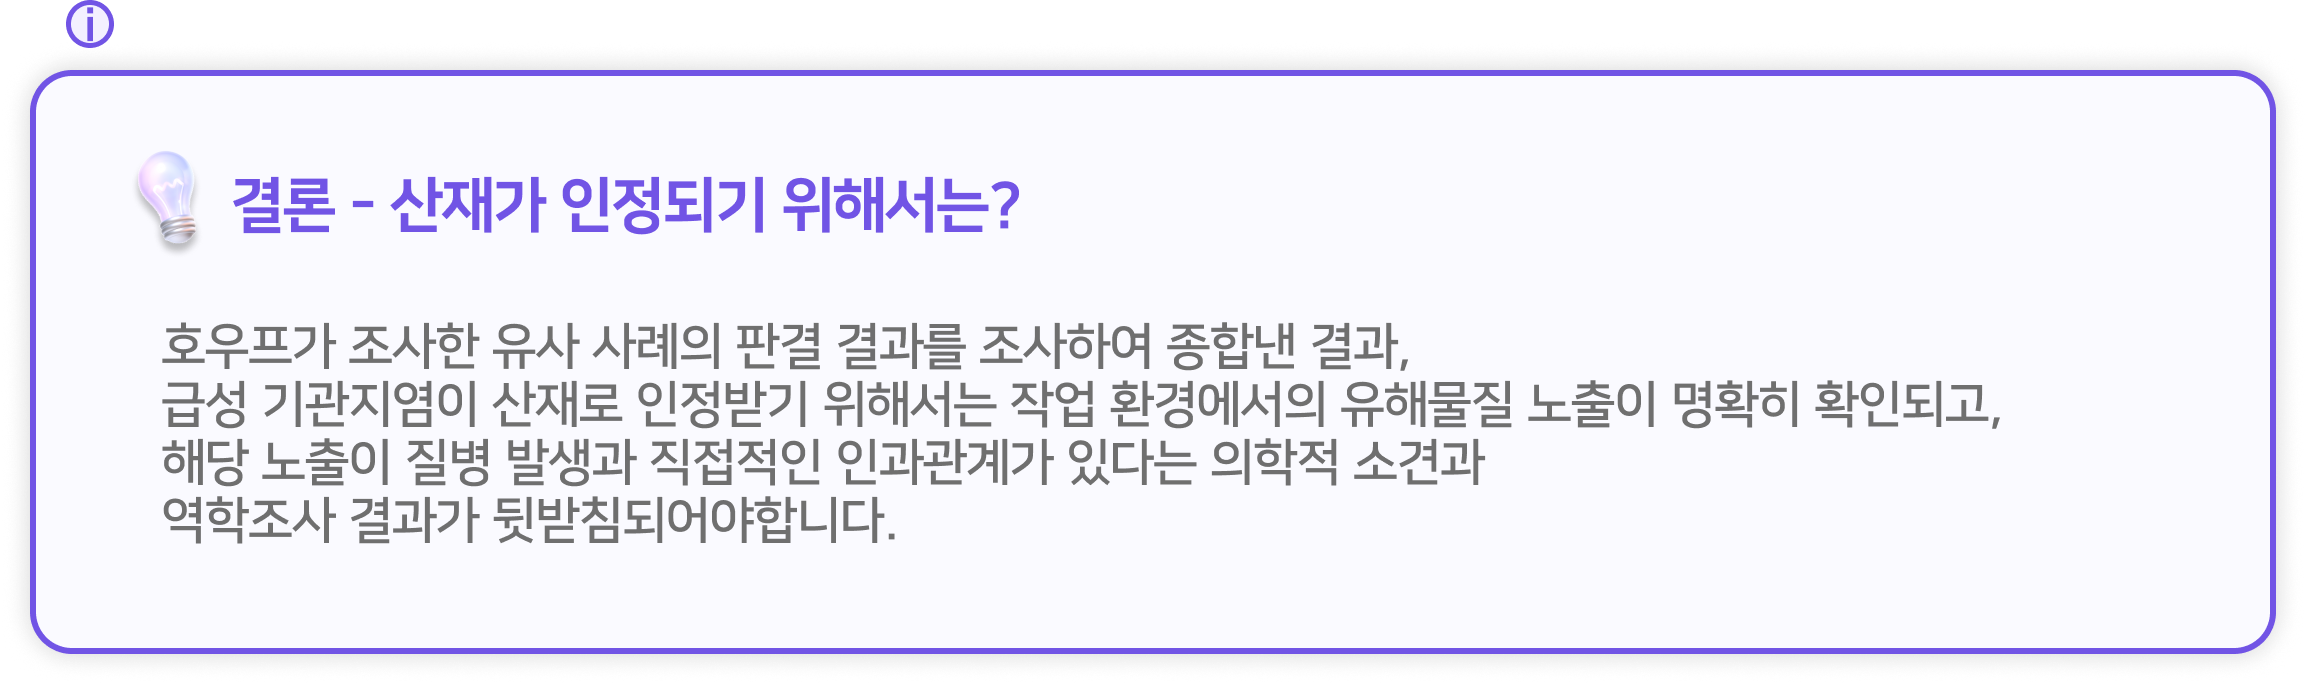 결론 - 산재가 인정되기 위해서는?
호우프가 조사한 유사 사례의 판결 결과를 조사하여 종합낸 결과,
급성 기관지염이 산재로 인정받기 위해서는 작업 환경에서의 유해물질 노출이 명확히 확인되고,
해당 노출이 질병 발생과 직접적인 인과관계가 있다는 의학적 소견과
역학조사 결과가 뒷받침되어야합니다.